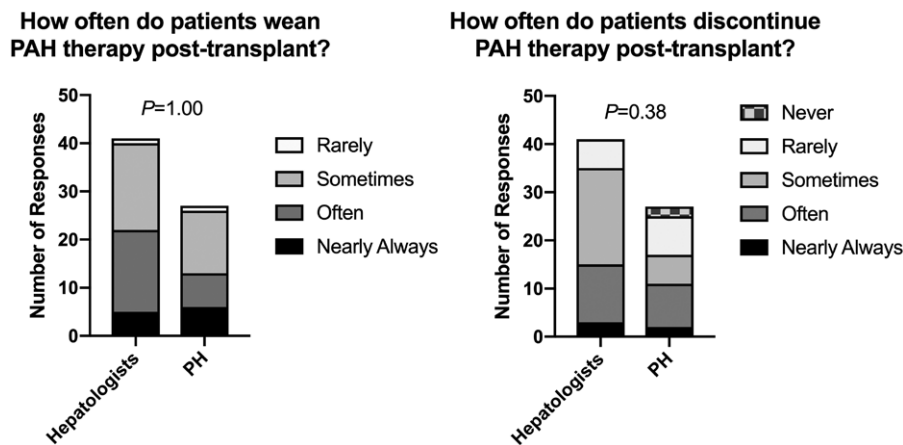 How often do patients wean
PAH therapy post-transplant?
50
40
30
20
10
0
Number of Responses
P=1.00
Rarely
Sometimes
Often
Nearly Always
Hepatologists
PH
How often do patients discontinue
PAH therapy post-transplant?
50
40
30
20
10
0
Number of Responses
P=0.38
Never
Rarely
Sometimes
Often
Nearly Always
Hepatologists
PH